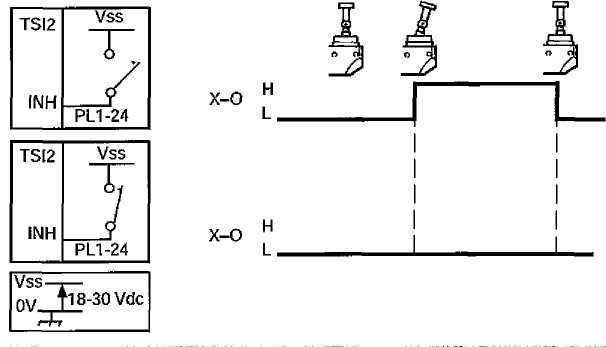 TSI2
Vss
INH
PL1-24
X–O
H
L
TSI2
Vss
INH
PL1-24
X–O
H
L
Vss
0V
18-30 Vdc